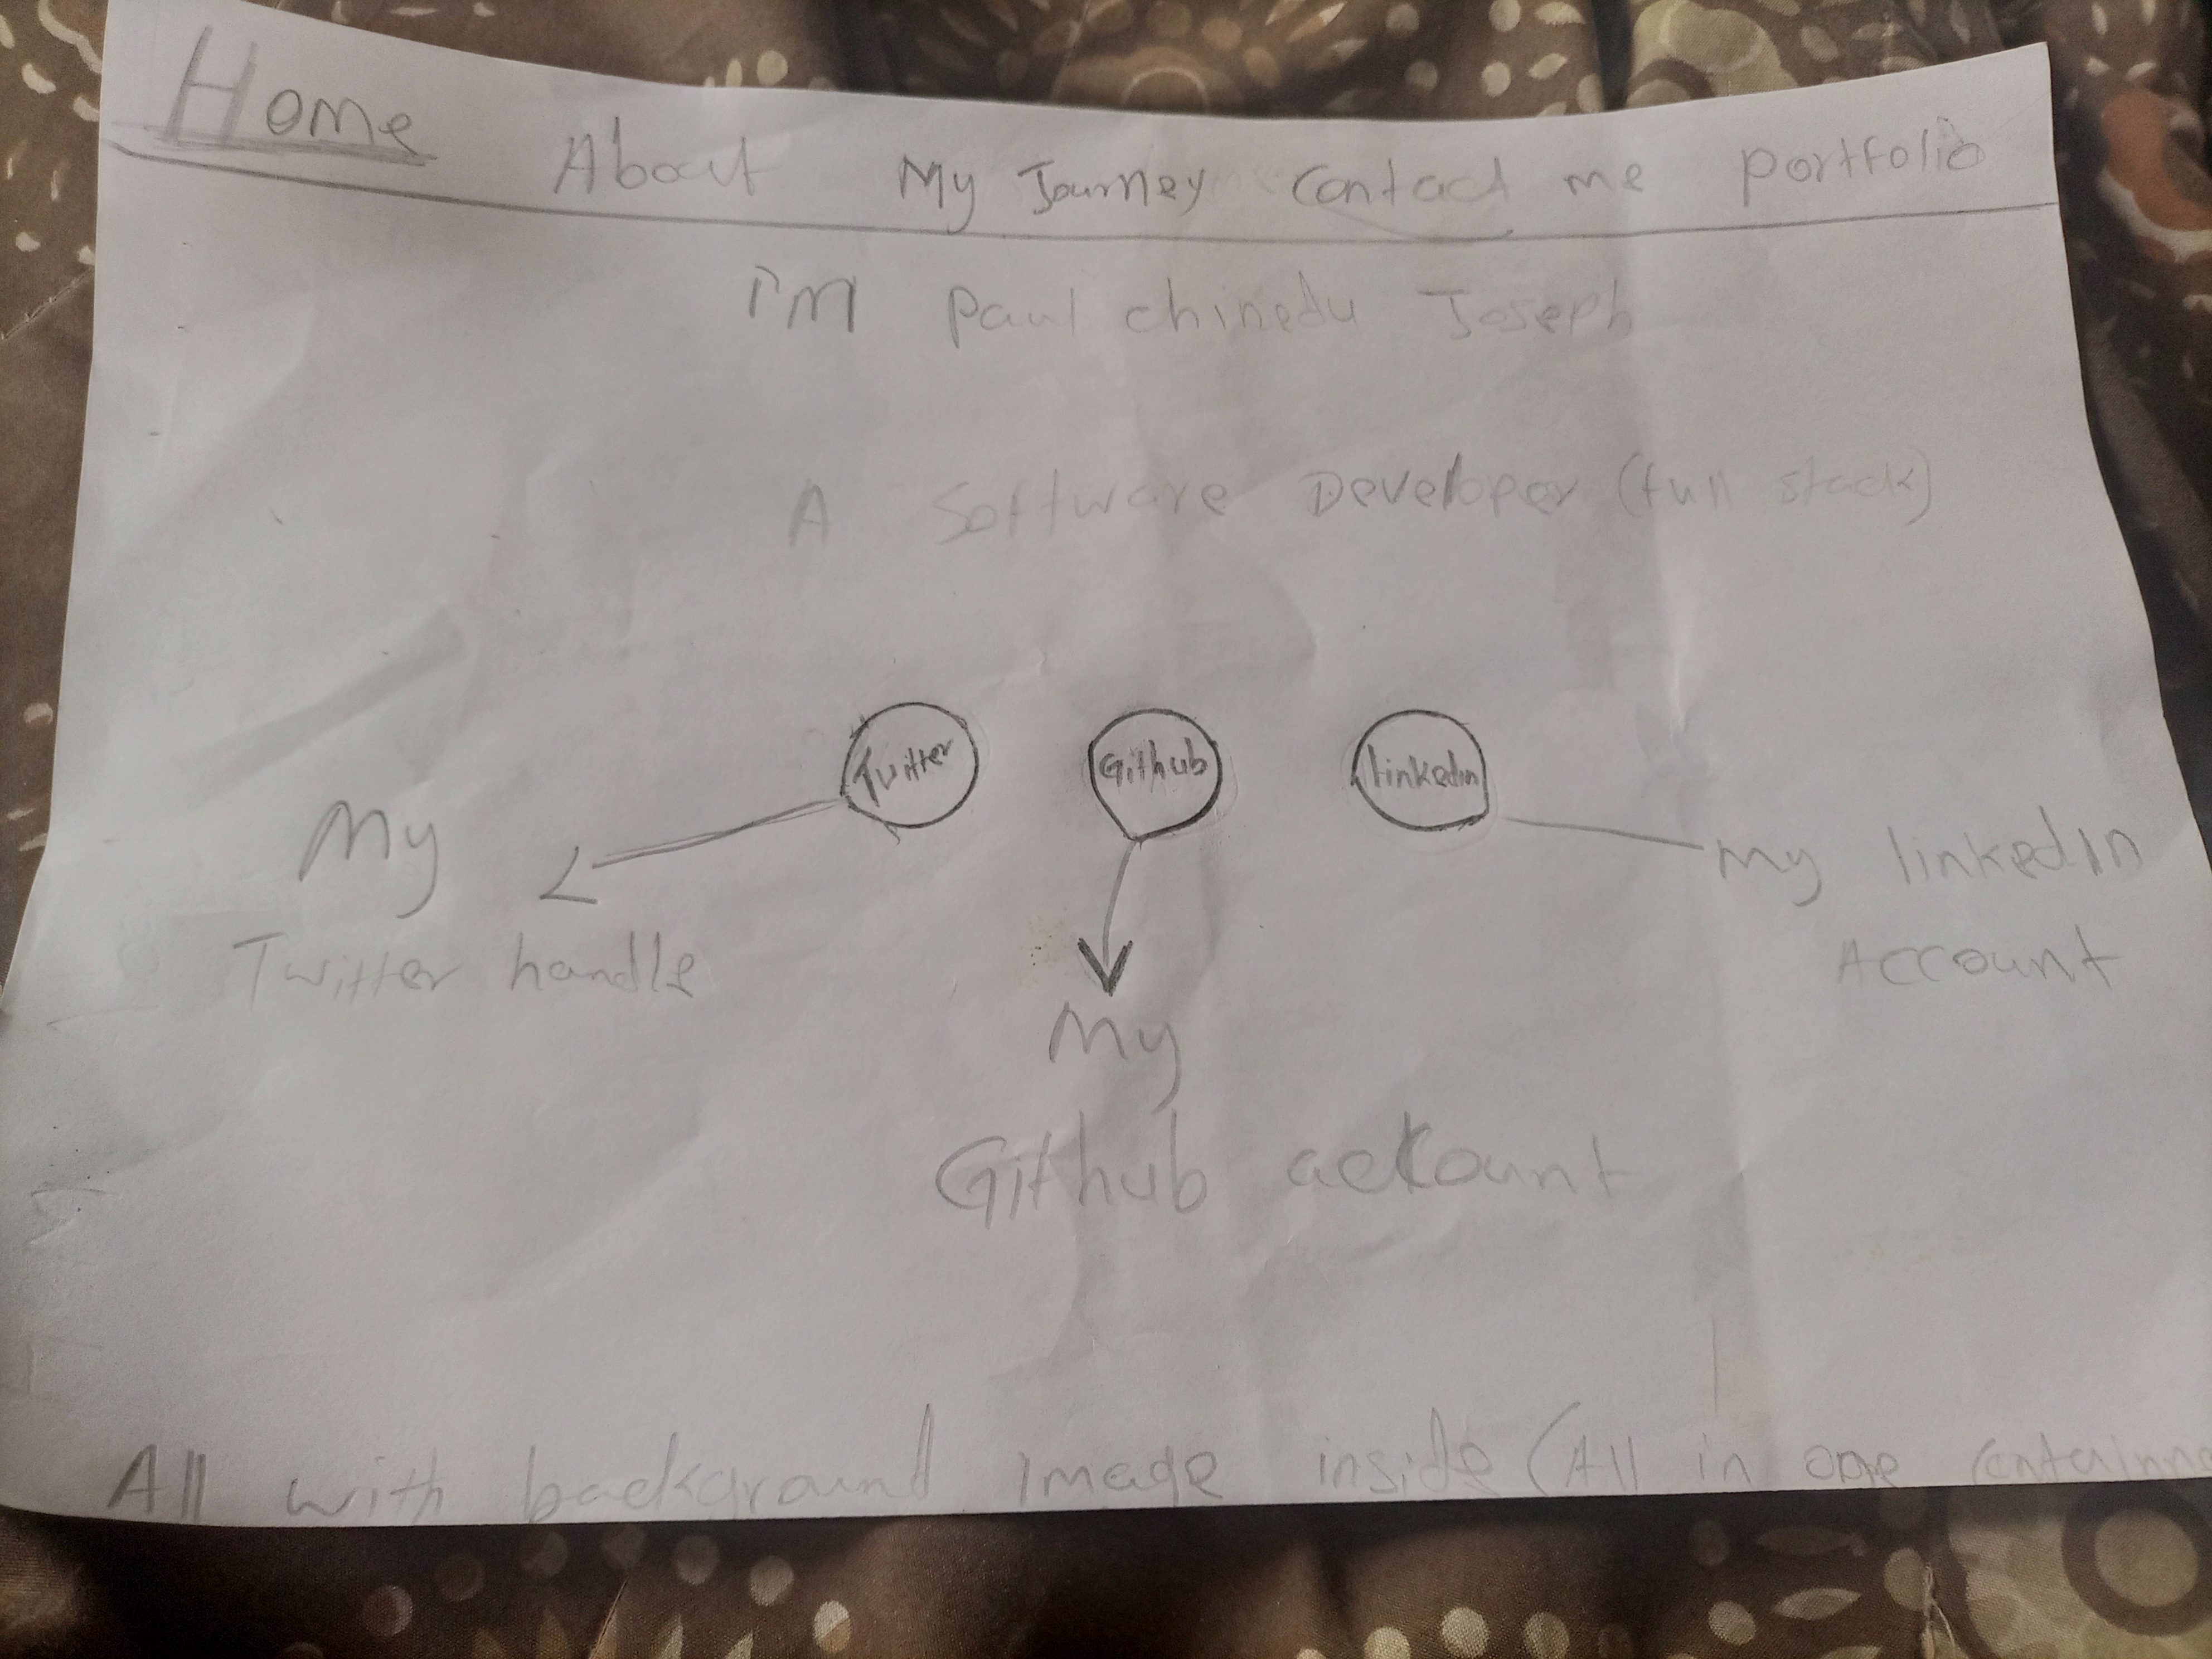 Home About My Journey contact me portfolio
I'm Paul chinedu Joseph
A Software Developer (full stack)
Twitter Github linkedin
My
Twitter handle
my linkedIn
Account
My
Github account
All with background image inside (All in one